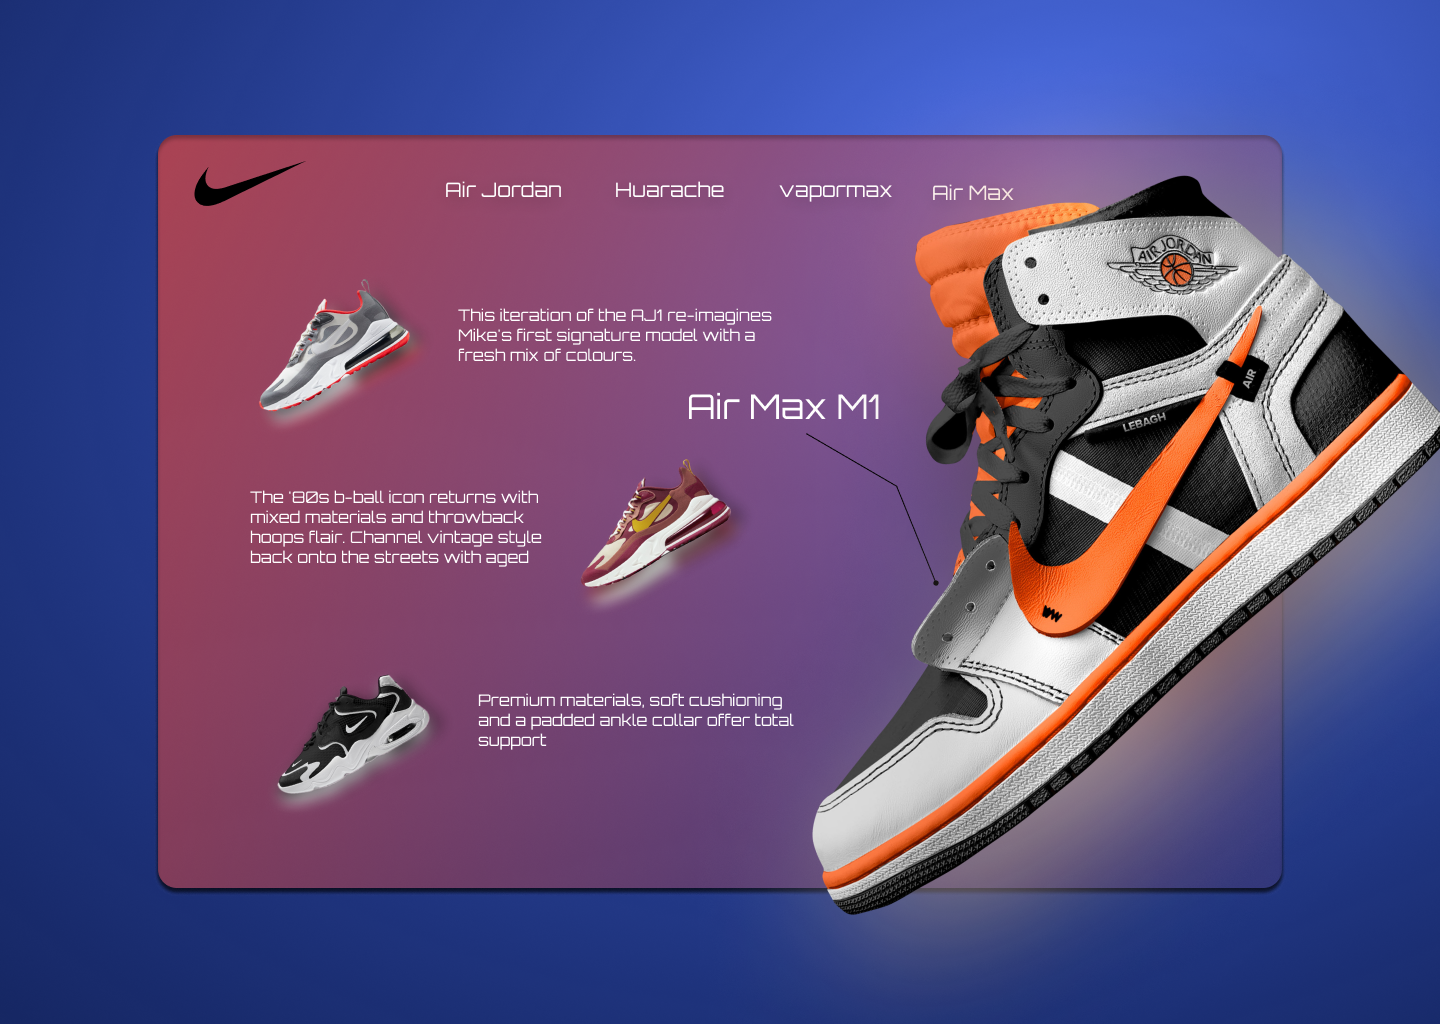 Air Jordan
Huarache
vapormax
Air Max
AIR JORDAN
This iteration of the AJ1 re-imagines
Mike's first signature model with a
fresh mix of colours.
AIR
Air Max M1
LEBAGH
The '80s b-ball icon returns with
mixed materials and throwback
hoops flair. Channel vintage style
back onto the streets with aged
Premium materials, soft cushioning
and a padded ankle collar offer total
support